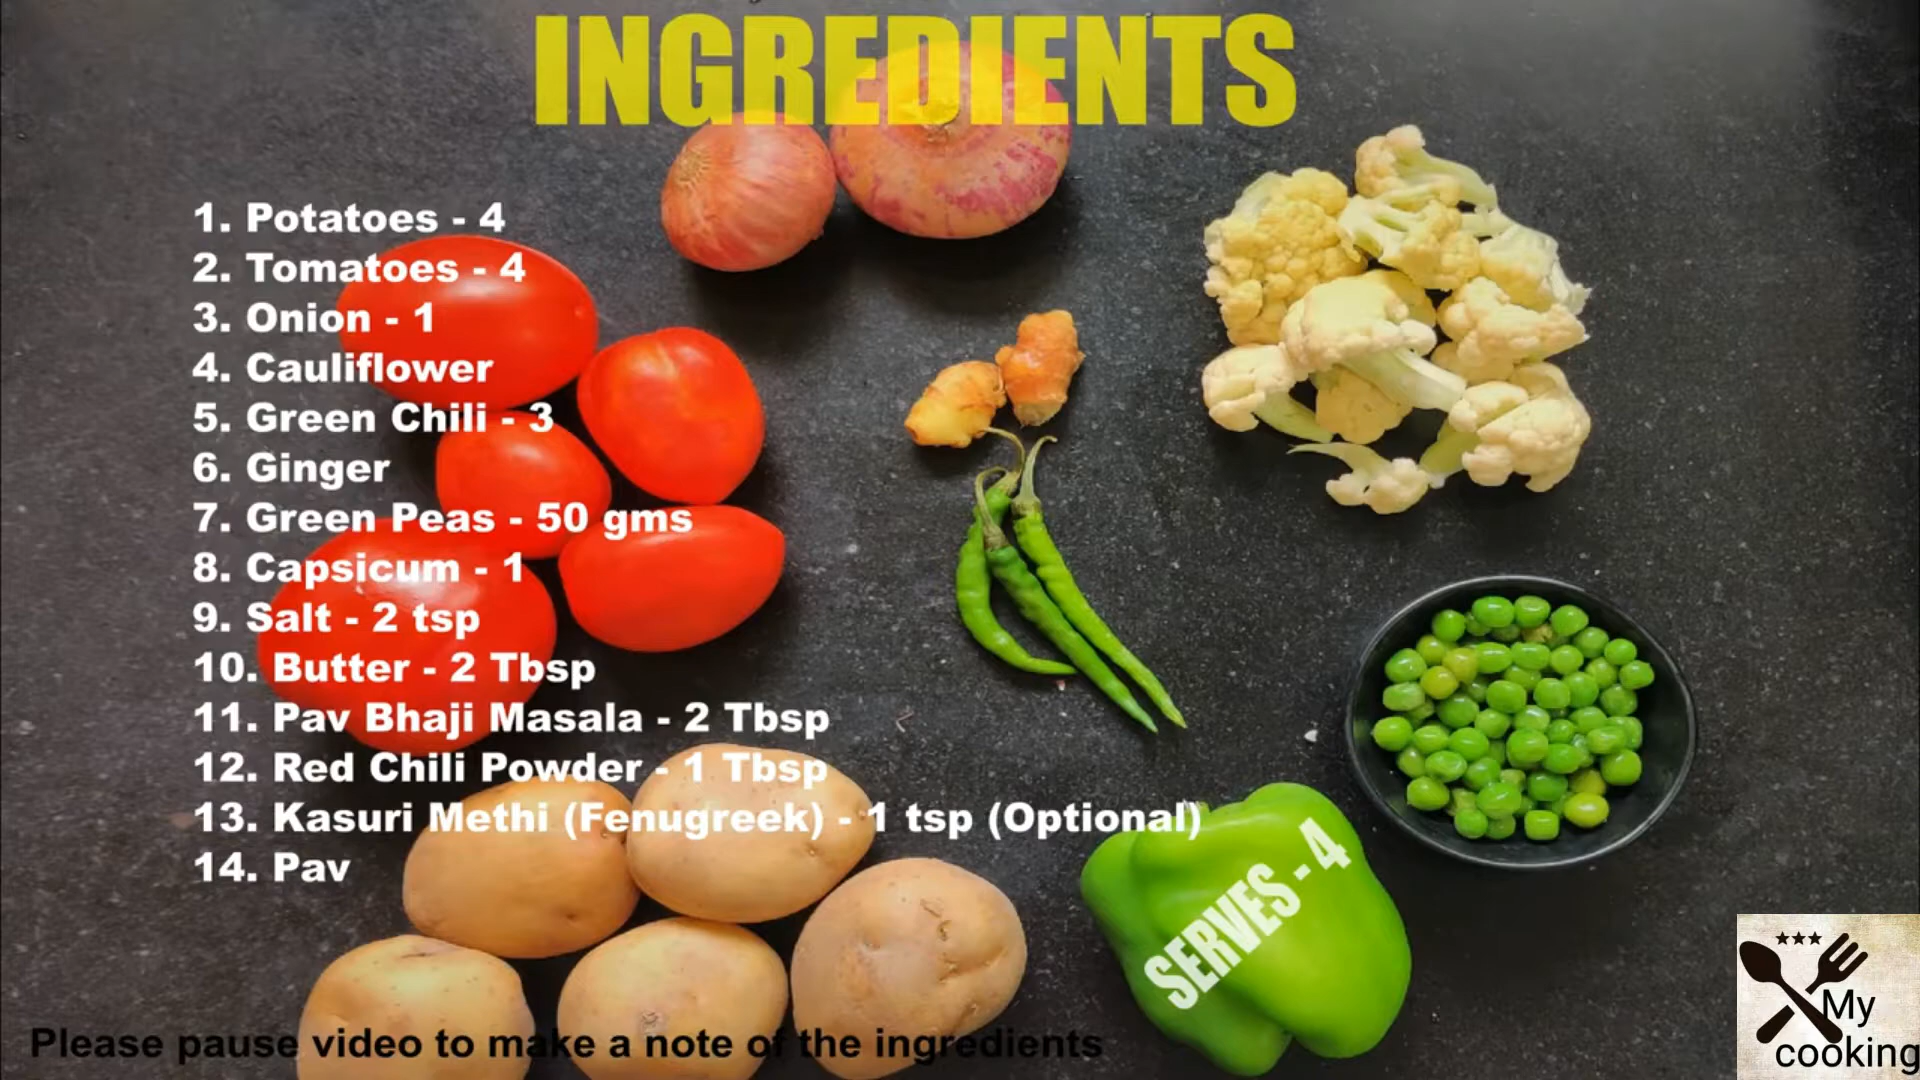 INGREDIENTS
1. Potatoes - 4
2. Tomatoes - 4
3. Onion - 1
4. Cauliflower
5. Green Chili - 3
6. Ginger
7. Green Peas - 50 gms
8. Capsicum - 1
9. Salt - 2 tsp
10. Butter - 2 Tbsp
11. Pav Bhaji Masala - 2 Tbsp
12. Red Chili Powder - 1 Tbsp
13. Kasuri Methi (Fenugreek) - 1 tsp (Optional)
14. Pav
SERVES - 4
Please pause video to make a note of the ingredients
My
cooking